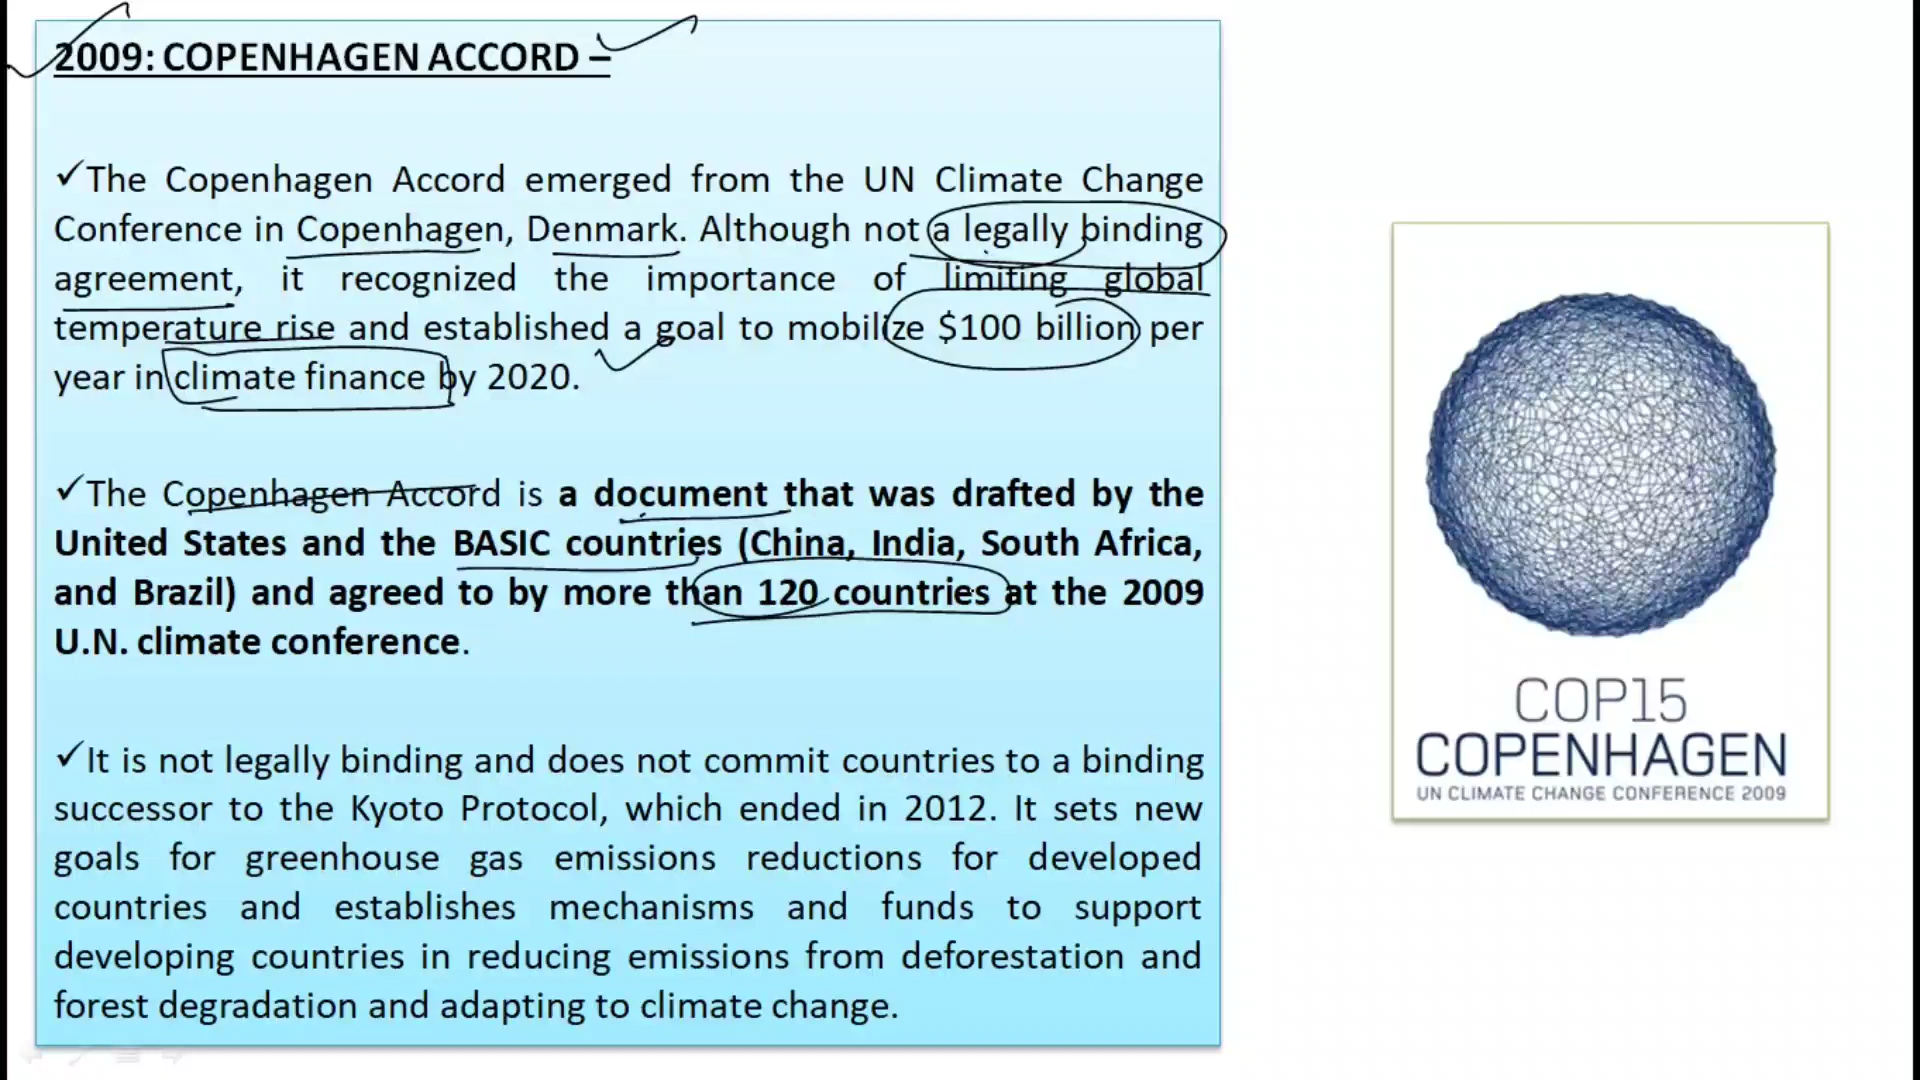 2009: COPENHAGEN ACCORD –
✓The Copenhagen Accord emerged from the UN Climate Change
Conference in Copenhagen, Denmark. Although not a legally binding
agreement, it recognized the importance of limiting global
temperature rise and established a goal to mobilize $100 billion per
year in climate finance by 2020.
✓The Copenhagen Accord is a document that was drafted by the
United States and the BASIC countries (China, India, South Africa,
and Brazil) and agreed to by more than 120 countries at the 2009
U.N. climate conference.
✓It is not legally binding and does not commit countries to a binding
successor to the Kyoto Protocol, which ended in 2012. It sets new
goals for greenhouse gas emissions reductions for developed
countries and establishes mechanisms and funds to support
developing countries in reducing emissions from deforestation and
forest degradation and adapting to climate change.
COP15
COPENHAGEN
UN CLIMATE CHANGE CONFERENCE 2009